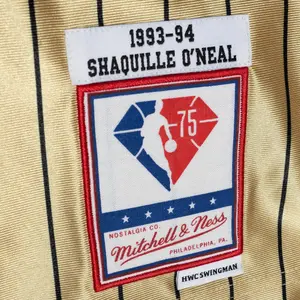 1993-94
SHAQUILLE O'NEAL
75
NOSTALGIA CO.
Mitchell & Ness
PHILADELPHIA, PA.
HWC SWINGMAN